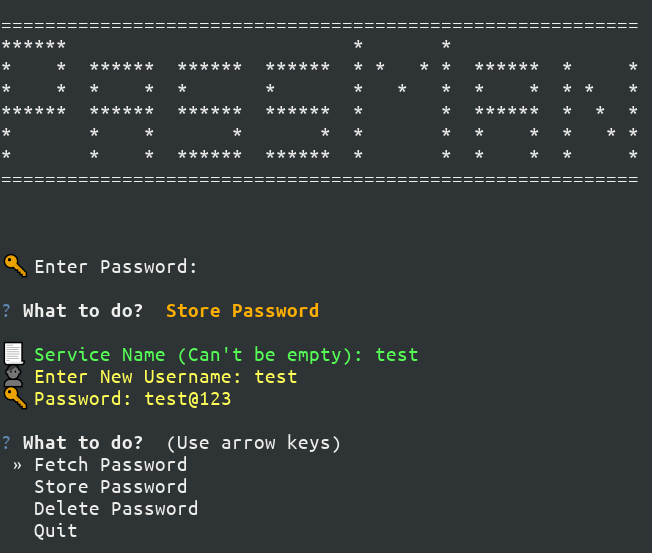 ============================================================
PASSMAN
============================================================
Enter Password:
? What to do? Store Password
Service Name (Can't be empty): test
Enter New Username: test
Password: test@123
? What to do? (Use arrow keys)
» Fetch Password
Store Password
Delete Password
Quit